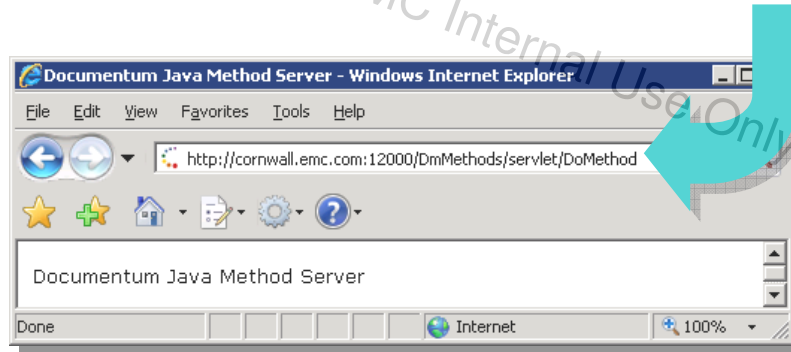 MC Internal Use Only
Documentum Java Method Server - Windows Internet Explorer
File Edit View Favorites Tools Help
http://cornwall.emc.com:12000/DmMethods/servlet/DoMethod
Documentum Java Method Server
Done Internet 100%